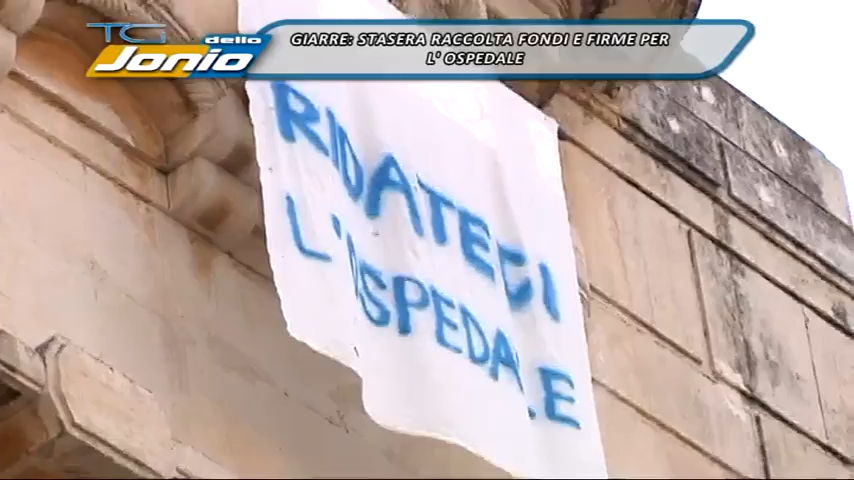 TG dello Jonio
GIARRE: STASERA RACCOLTA FONDI E FIRME PER
L' OSPEDALE
RIDATECI
L'OSPEDALE